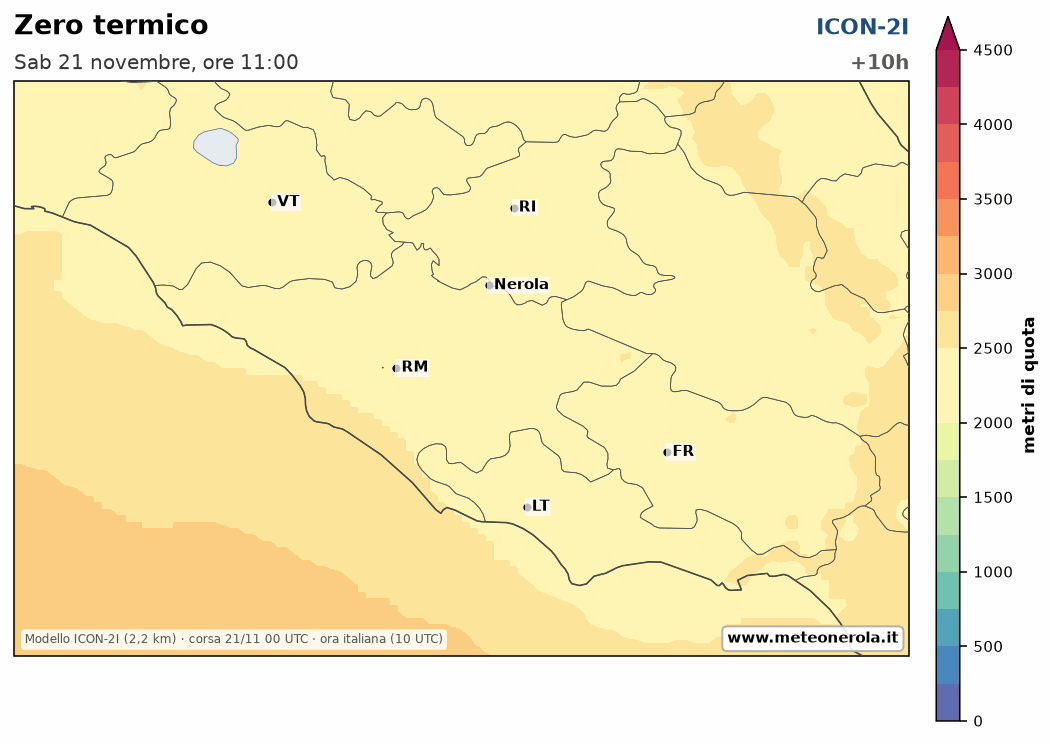 Zero termico
ICON-2I
Sab 21 novembre, ore 11:00
+10h
VT
RI
Nerola
RM
FR
LT
Modello ICON-2I (2,2 km) · corsa 21/11 00 UTC · ora italiana (10 UTC)
www.meteonerola.it
4500
4000
3500
3000
2500
2000
1500
1000
500
0
metri di quota